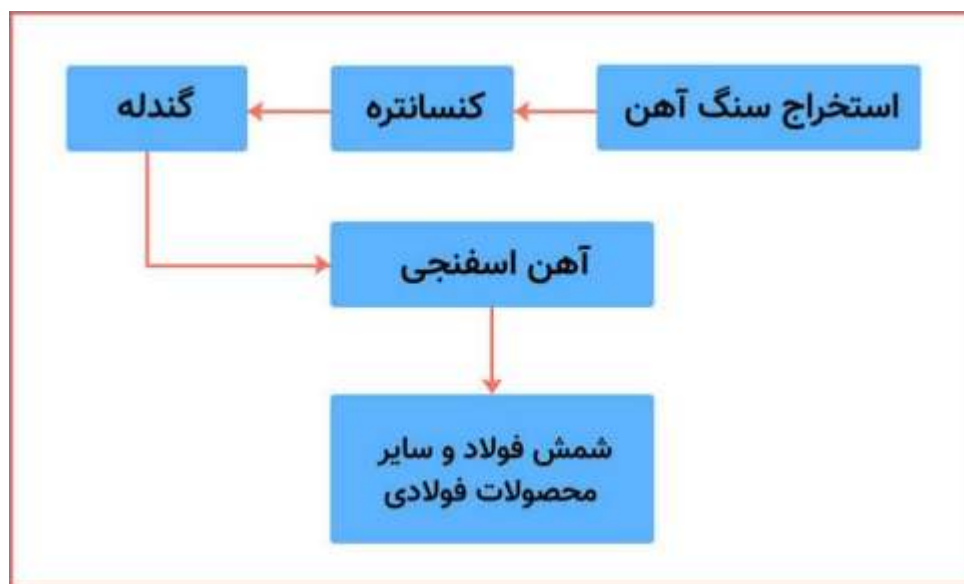 استخراج سنگ آهن
کنسانتره
گندله
آهن اسفنجی
شمش فولاد و سایر
محصولات فولادی